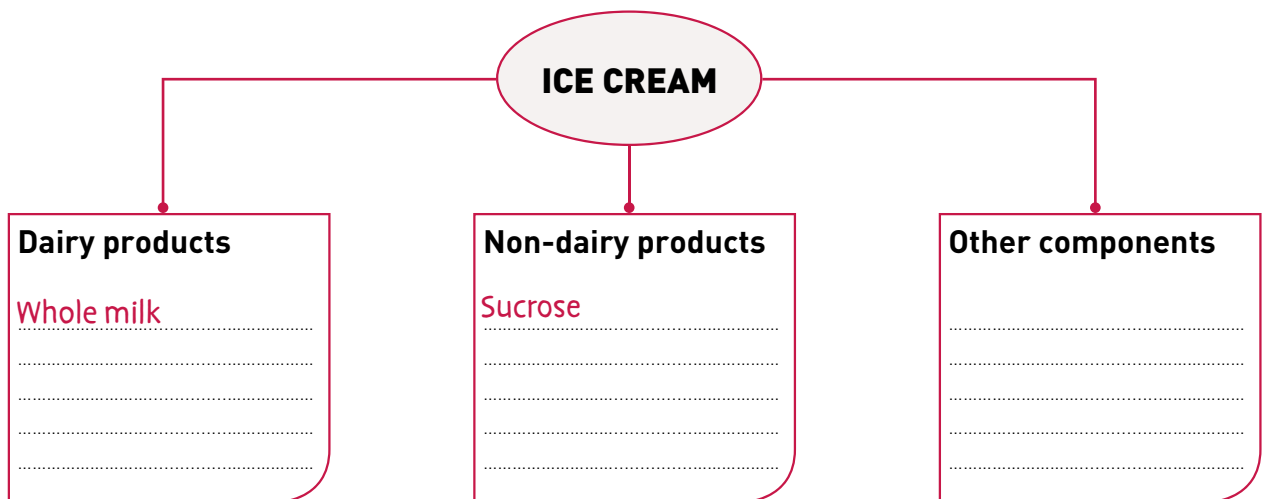 ICE CREAM
Dairy products
Whole milk
Non-dairy products
Sucrose
Other components